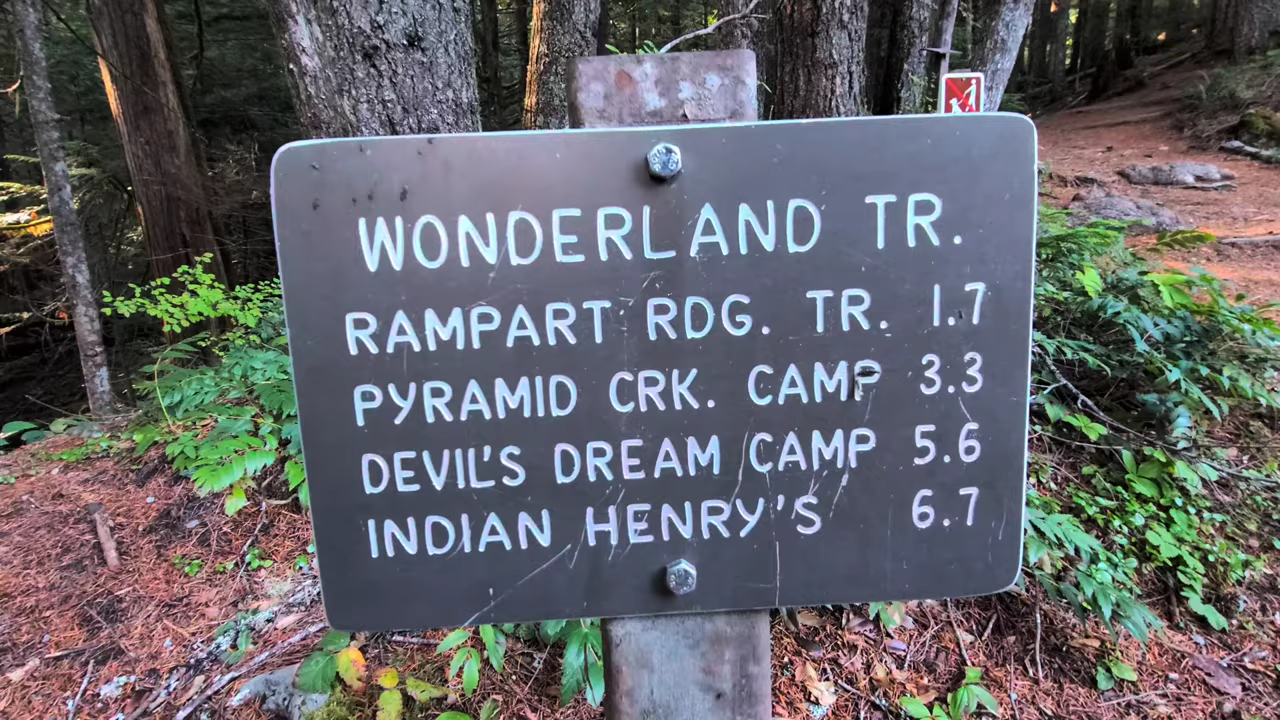 WONDERLAND TR.
RAMPART RDG. TR. 1.7
PYRAMID CRK. CAMP 3.3
DEVIL'S DREAM CAMP 5.6
INDIAN HENRY'S 6.7